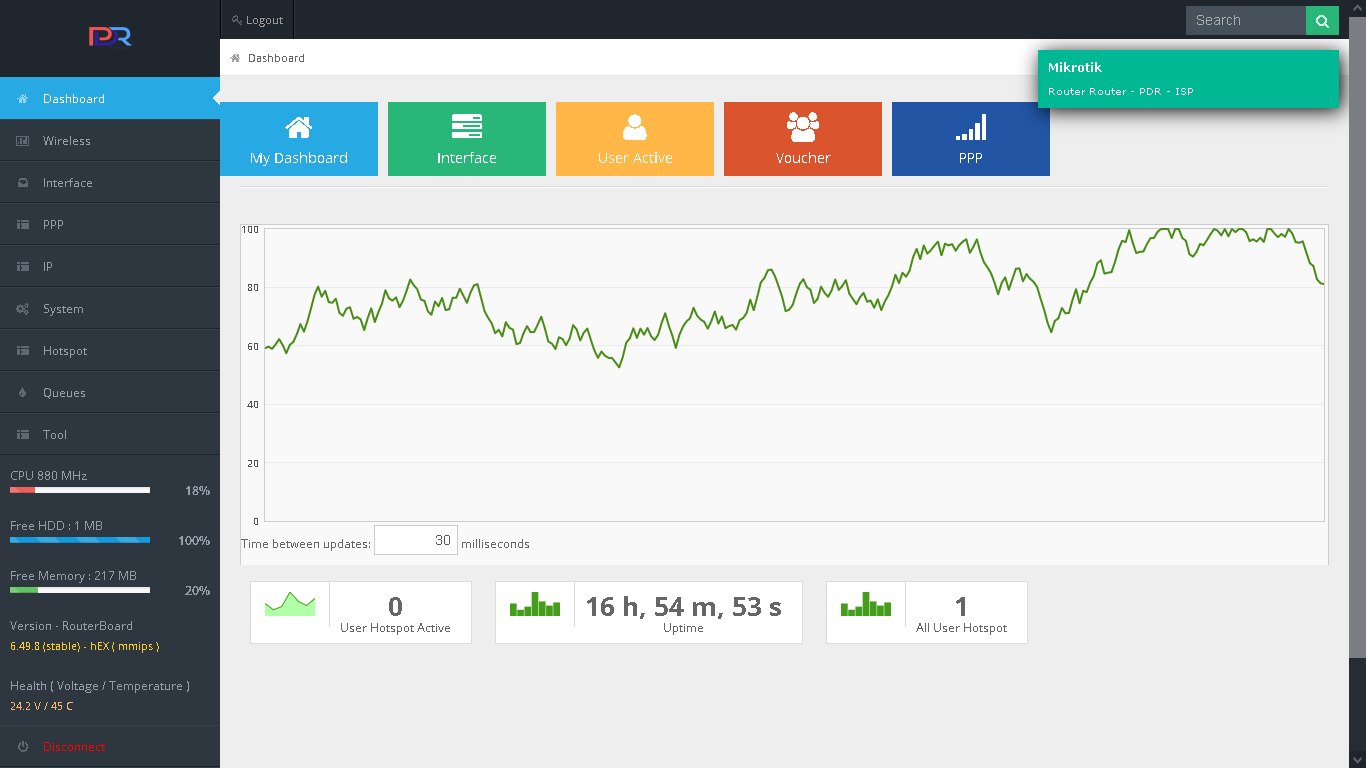 PDR
Logout
Search
Dashboard
Mikrotik
Router Router - PDR - ISP
Dashboard
Wireless
Interface
PPP
IP
System
Hotspot
Queues
Tool
CPU 880 MHz
18%
Free HDD : 1 MB
100%
Free Memory : 217 MB
20%
Version - RouterBoard
6.49.8 (stable) - hEX ( mmips )
Health ( Voltage / Temperature )
24.2 V / 45 C
Disconnect
My Dashboard
Interface
User Active
Voucher
PPP
100
80
60
40
20
0
Time between updates: 30 milliseconds
0
User Hotspot Active
16 h, 54 m, 53 s
Uptime
1
All User Hotspot